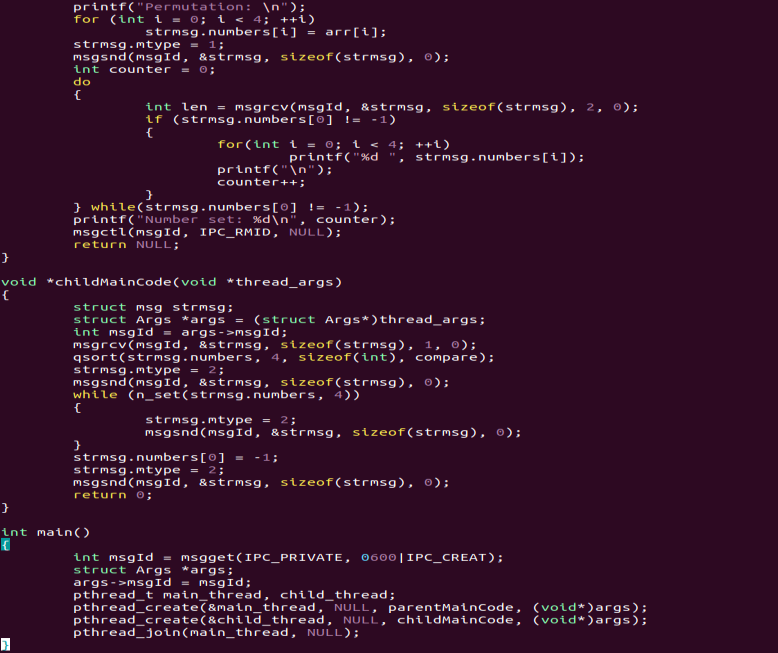 printf("Permutation: \n");
for (int i = 0; i < 4; ++i)
strmsg.numbers[i] = arr[i];
strmsg.mtype = 1;
msgsnd(msgId, &strmsg, sizeof(strmsg), 0);
int counter = 0;
do
{
int len = msgrcv(msgId, &strmsg, sizeof(strmsg), 2, 0);
if (strmsg.numbers[0] != -1)
{
for(int i = 0; i < 4; ++i)
printf("%d ", strmsg.numbers[i]);
printf("\n");
counter++;
}
} while(strmsg.numbers[0] != -1);
printf("Number set: %d\n", counter);
msgctl(msgId, IPC_RMID, NULL);
return NULL;
}
void *childMainCode(void *thread_args)
{
struct msg strmsg;
struct Args *args = (struct Args*)thread_args;
int msgId = args->msgId;
msgrcv(msgId, &strmsg, sizeof(strmsg), 1, 0);
qsort(strmsg.numbers, 4, sizeof(int), compare);
strmsg.mtype = 2;
msgsnd(msgId, &strmsg, sizeof(strmsg), 0);
while (n_set(strmsg.numbers, 4))
{
strmsg.mtype = 2;
msgsnd(msgId, &strmsg, sizeof(strmsg), 0);
}
strmsg.numbers[0] = -1;
strmsg.mtype = 2;
msgsnd(msgId, &strmsg, sizeof(strmsg), 0);
return 0;
}
int main()
{
int msgId = msgget(IPC_PRIVATE, 0600|IPC_CREAT);
struct Args *args;
args->msgId = msgId;
pthread_t main_thread, child_thread;
pthread_create(&main_thread, NULL, parentMainCode, (void*)args);
pthread_create(&child_thread, NULL, childMainCode, (void*)args);
pthread_join(main_thread, NULL);
}